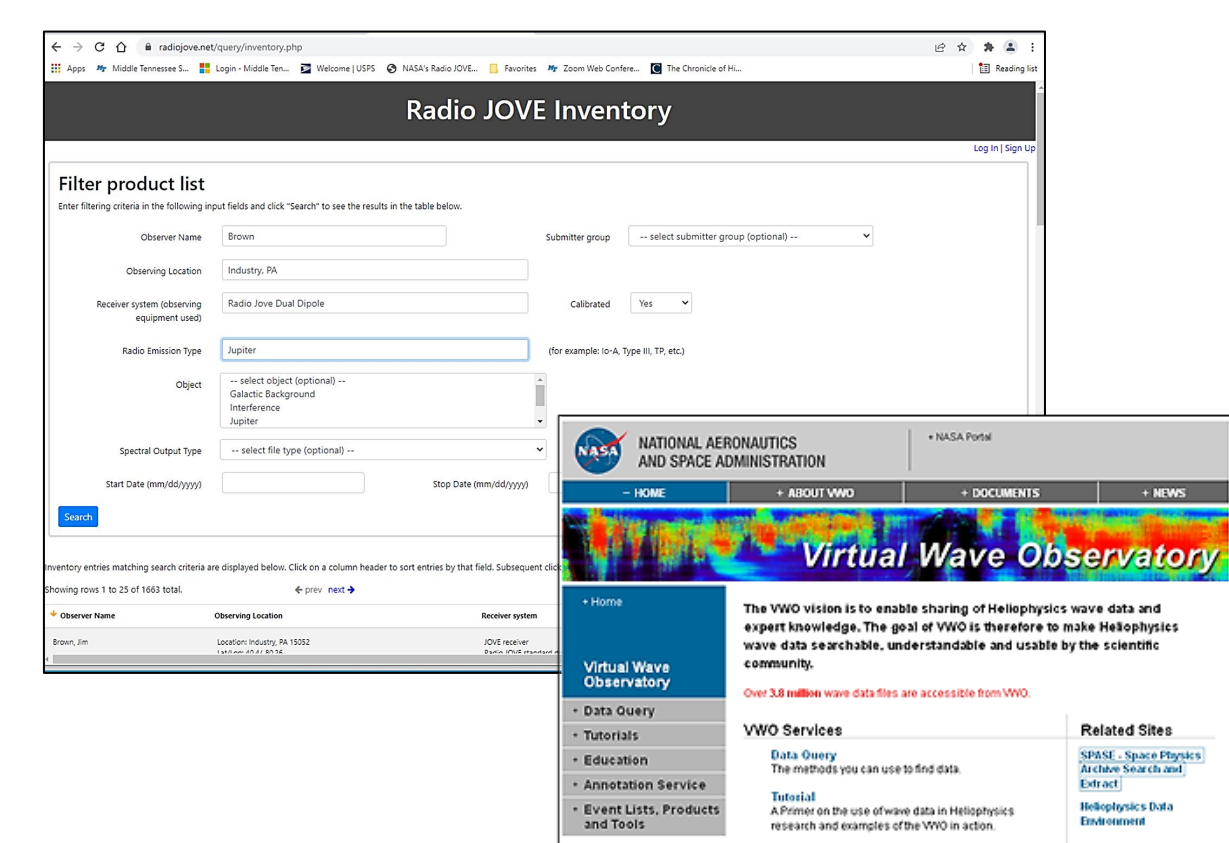 radiojove.net/query/inventory.php
Apps Middle Tennessee S... Login - Middle Ten... Welcome | USPS NASA's Radio JOVE... Favorites Zoom Web Confere... The Chronicle of Hi... Reading list
Radio JOVE Inventory
Log In | Sign Up
Filter product list
Enter filtering criteria in the following input fields and click "Search" to see the results in the table below.
Observer Name Brown Submitter group -- select submitter group (optional) --
Observing Location Industry, PA
Receiver system (observing Radio Jove Dual Dipole Calibrated Yes
equipment used)
Radio Emission Type Jupiter (for example: Io-A, Type III, TP, etc.)
Object -- select object (optional) --
Galactic Background
Interference
Jupiter
Spectral Output Type -- select file type (optional) --
Start Date (mm/dd/yyyy) Stop Date (mm/dd/yyyy)
Search
Inventory entries matching search criteria are displayed below. Click on a column header to sort entries by that field. Subsequent
Showing rows 1 to 25 of 1663 total. prev next
Observer Name Observing Location Receiver system
Brown, Jim Location: Industry, PA 15052 JOVE receiver
NASA
NATIONAL AERONAUTICS
AND SPACE ADMINISTRATION
+ NASA Portal
− HOME + ABOUT VWO + DOCUMENTS + NEWS
Virtual Wave Observatory
+ Home
Virtual Wave
Observatory
+ Data Query
+ Tutorials
+ Education
+ Annotation Service
+ Event Lists, Products
and Tools
The VWO vision is to enable sharing of Heliophysics wave data and
expert knowledge. The goal of VWO is therefore to make Heliophysics
wave data searchable, understandable and usable by the scientific
community.
Over 3.8 million wave data files are accessible from VWO.
VWO Services
Data Query
The methods you can use to find data.
Tutorial
A Primer on the use of wave data in Heliophysics
research and examples of the VWO in action.
Related Sites
SPASE - Space Physics
Archive Search and
Extract
Heliophysics Data
Environment